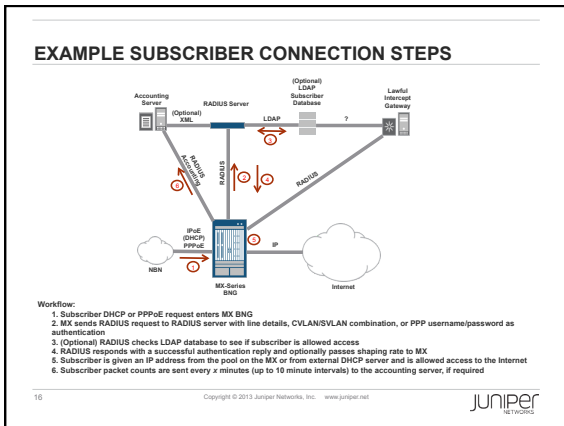 16
EXAMPLE SUBSCRIBER CONNECTION STEPS
Accounting
Server
RADIUS Server
(Optional)
LDAP
Subscriber
Database
Lawful
Intercept
Gateway
(Optional)
XML
LDAP
?
3
RADIUS
Accounting
6
RADIUS
2
4
RADIUS
IPoE
(DHCP)
PPPoE
5
IP
NBN
1
MX-Series
BNG
Internet
Workflow:
1. Subscriber DHCP or PPPoE request enters MX BNG
2. MX sends RADIUS request to RADIUS server with line details, CVLAN/SVLAN combination, or PPP username/password as
authentication
3. (Optional) RADIUS checks LDAP database to see if subscriber is allowed access
4. RADIUS responds with a successful authentication reply and optionally passes shaping rate to MX
5. Subscriber is given an IP address from the pool on the MX or from external DHCP server and is allowed access to the Internet
6. Subscriber packet counts are sent every x minutes (up to 10 minute intervals) to the accounting server, if required
16
Copyright © 2013 Juniper Networks, Inc. www.juniper.net
JUNIPER
NETWORKS